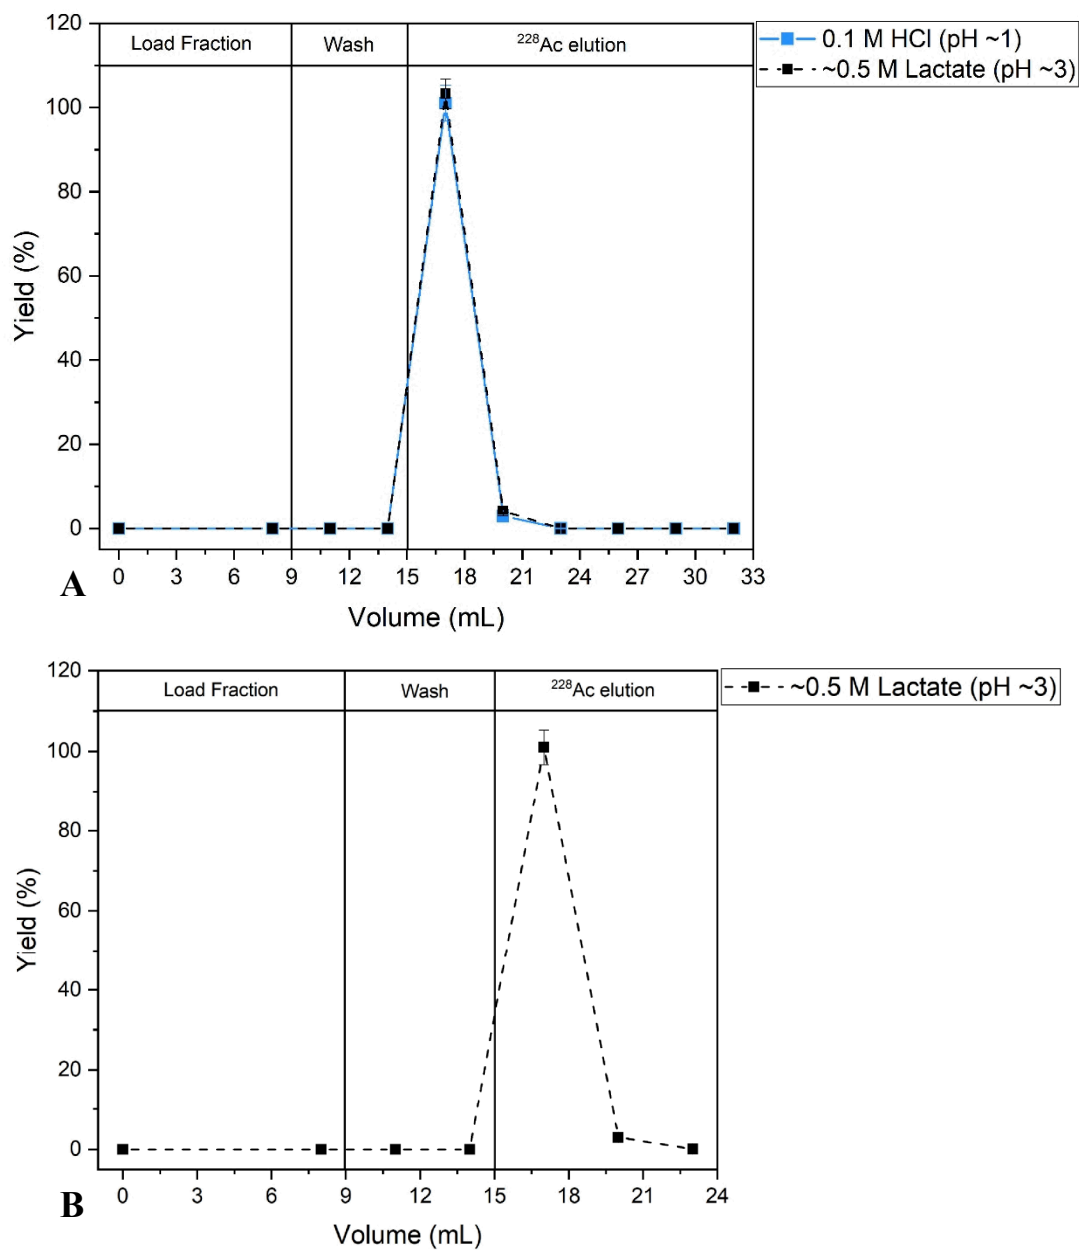 120
100
80
60
40
20
0
Yield (%)
Load Fraction
Wash
²²⁸Ac elution
0.1 M HCl (pH ~1)
~0.5 M Lactate (pH ~3)
0 3 6 9 12 15 18 21 24 27 30 33
A
Volume (mL)
120
100
80
60
40
20
0
Yield (%)
Load Fraction
Wash
²²⁸Ac elution
~0.5 M Lactate (pH ~3)
0 3 6 9 12 15 18 21 24
B
Volume (mL)